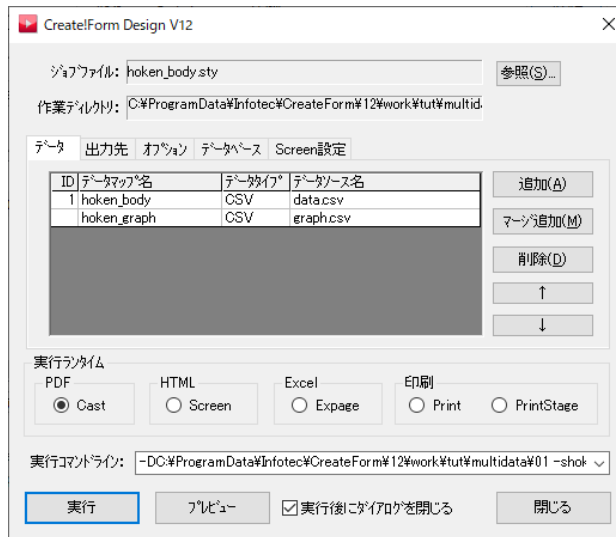 Create!Form Design V12
ｼﾞｮﾌﾞﾌｧｲﾙ: hoken_body.sty 参照(S)...
作業ﾃﾞｨﾚｸﾄﾘ: C:¥ProgramData¥Infotec¥CreateForm¥12¥work¥tut¥multida
ﾃﾞｰﾀ 出力先 ｵﾌﾟｼｮﾝ ﾃﾞｰﾀﾍﾞｰｽ Screen設定
ID ﾃﾞｰﾀﾏｯﾌﾟ名 ﾃﾞｰﾀﾀｲﾌﾟ ﾃﾞｰﾀｿｰｽ名
1 hoken_body CSV data.csv
hoken_graph CSV graph.csv
追加(A)
ﾏｰｼﾞ追加(M)
削除(D)
↑
↓
実行ﾗﾝﾀｲﾑ
PDF HTML Excel 印刷
Cast Screen Expage Print PrintStage
実行ｺﾏﾝﾄﾞﾗｲﾝ: -DC:¥ProgramData¥Infotec¥CreateForm¥12¥work¥tut¥multidata¥01 -shok
実行 ﾌﾟﾚﾋﾞｭｰ 実行後にﾀﾞｲｱﾛｸﾞを閉じる 閉じる